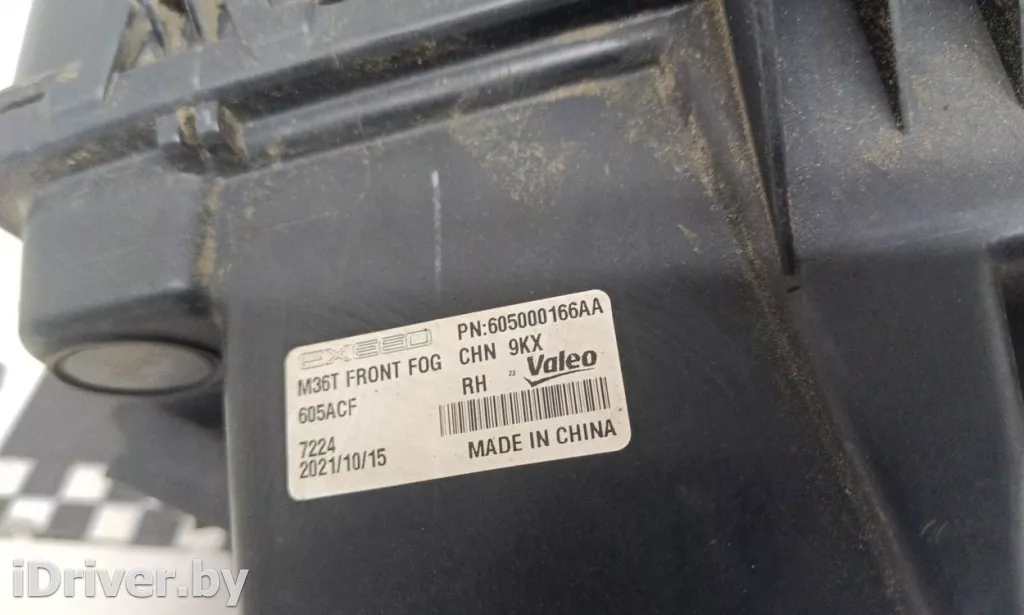 EXEED PN:605000166AA
M36T FRONT FOG CHN 9KX
605ACF RH 23 Valeo
7224
2021/10/15 MADE IN CHINA
iDriver.by